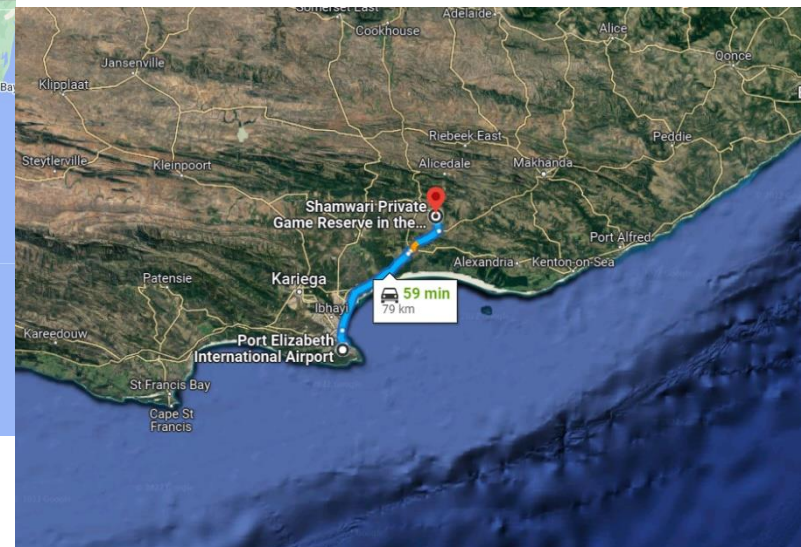 Somerset East
Adelaide
Cookhouse
Alice
Jansenville
Qonce
Klipplaat
Bay
Riebeek East
Peddie
Steytlerville
Kleinpoort
Alicedale
Makhanda
Shamwari Private
Game Reserve in the...
Port Alfred
Alexandria
Kenton-on-Sea
Patensie
Kariega
59 min
79 km
Ibhayi
Kareedouw
Port Elizabeth
International Airport
St Francis Bay
Cape St
Francis